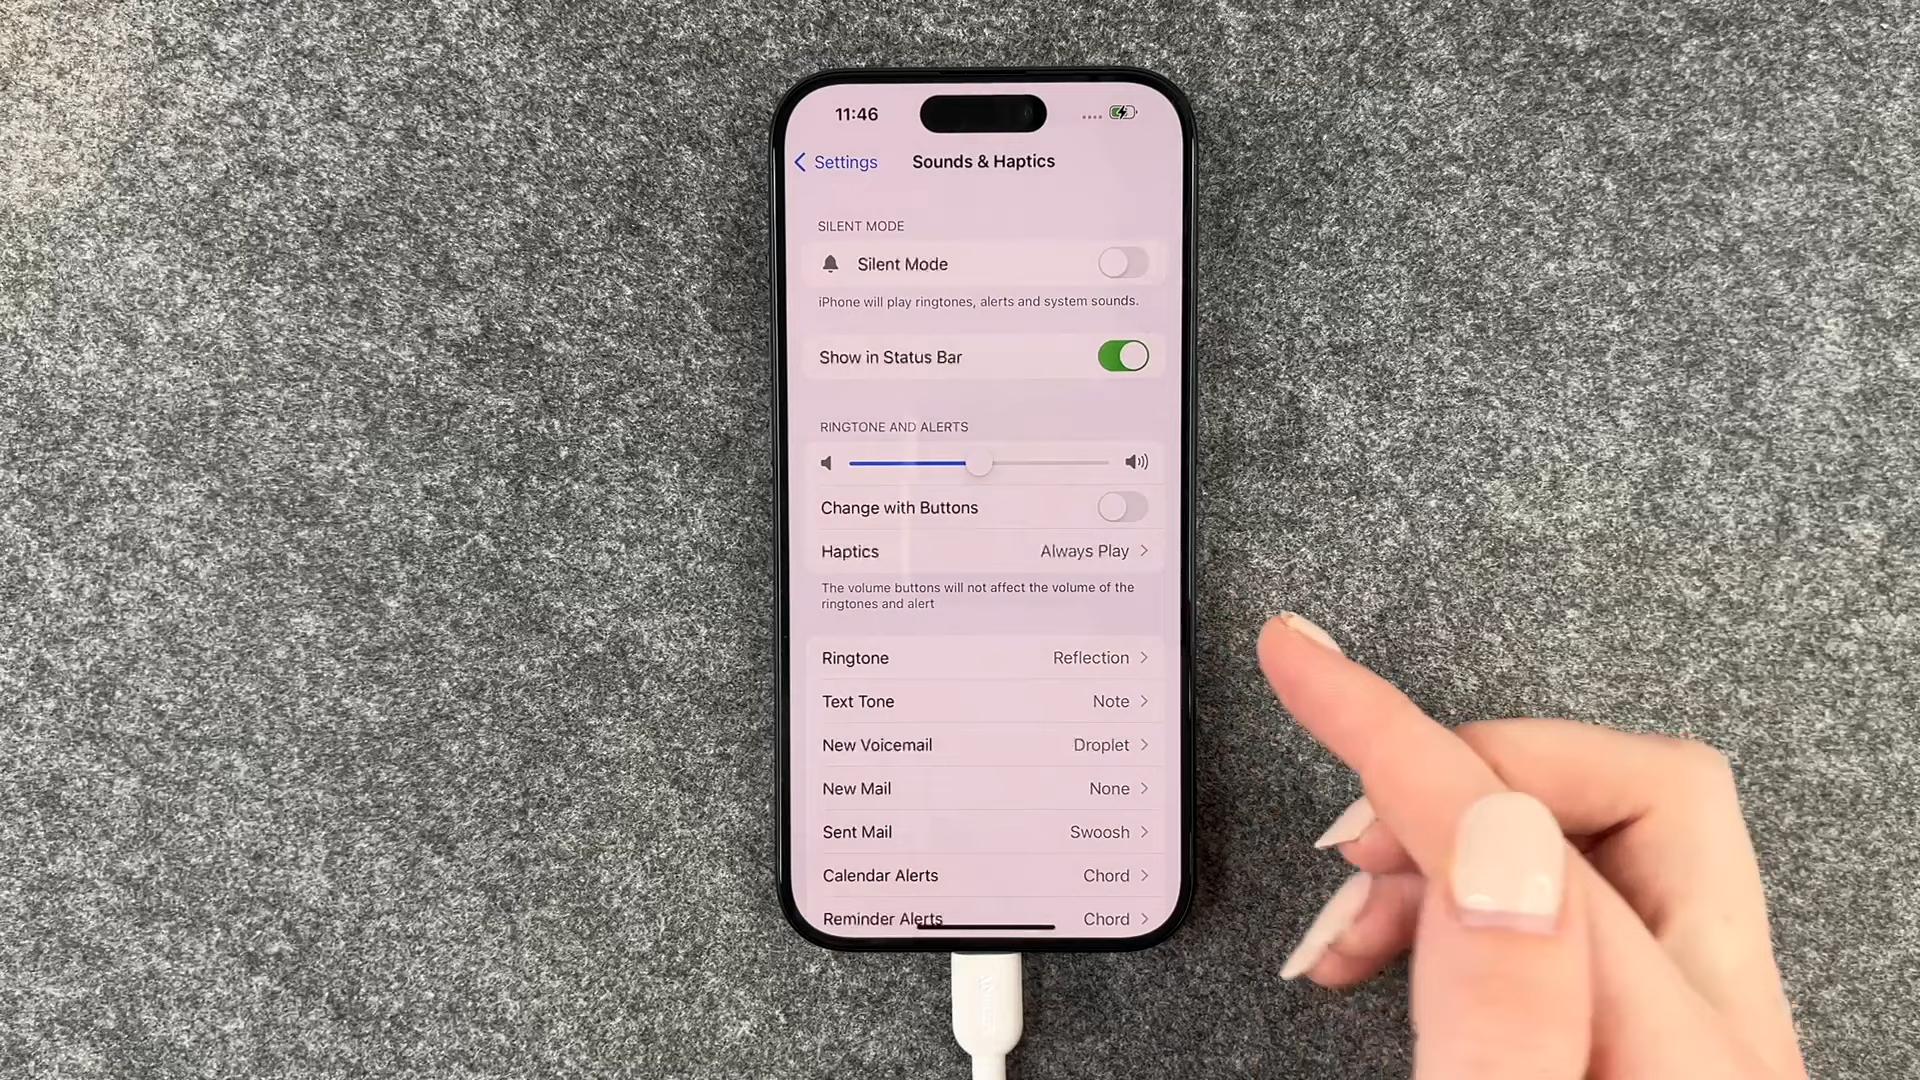 11:46
Settings
Sounds & Haptics
SILENT MODE
Silent Mode
iPhone will play ringtones, alerts and system sounds.
Show in Status Bar
RINGTONE AND ALERTS
Change with Buttons
Haptics Always Play
The volume buttons will not affect the volume of the
ringtones and alert
Ringtone Reflection
Text Tone Note
New Voicemail Droplet
New Mail None
Sent Mail Swoosh
Calendar Alerts Chord
Reminder Alerts Chord